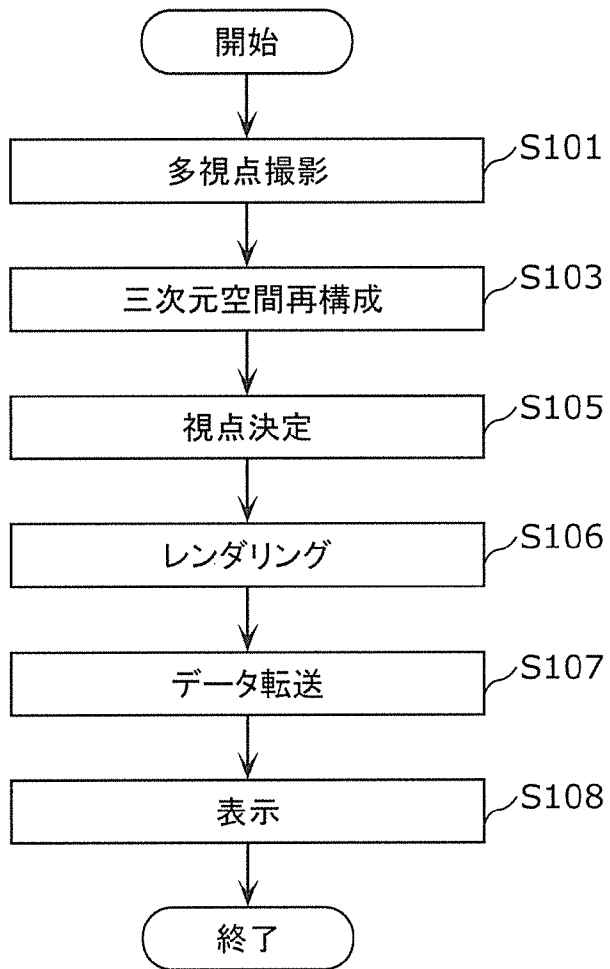 開始
多視点撮影
S101
三次元空間再構成
S103
視点決定
S105
レンダリング
S106
データ転送
S107
表示
S108
終了